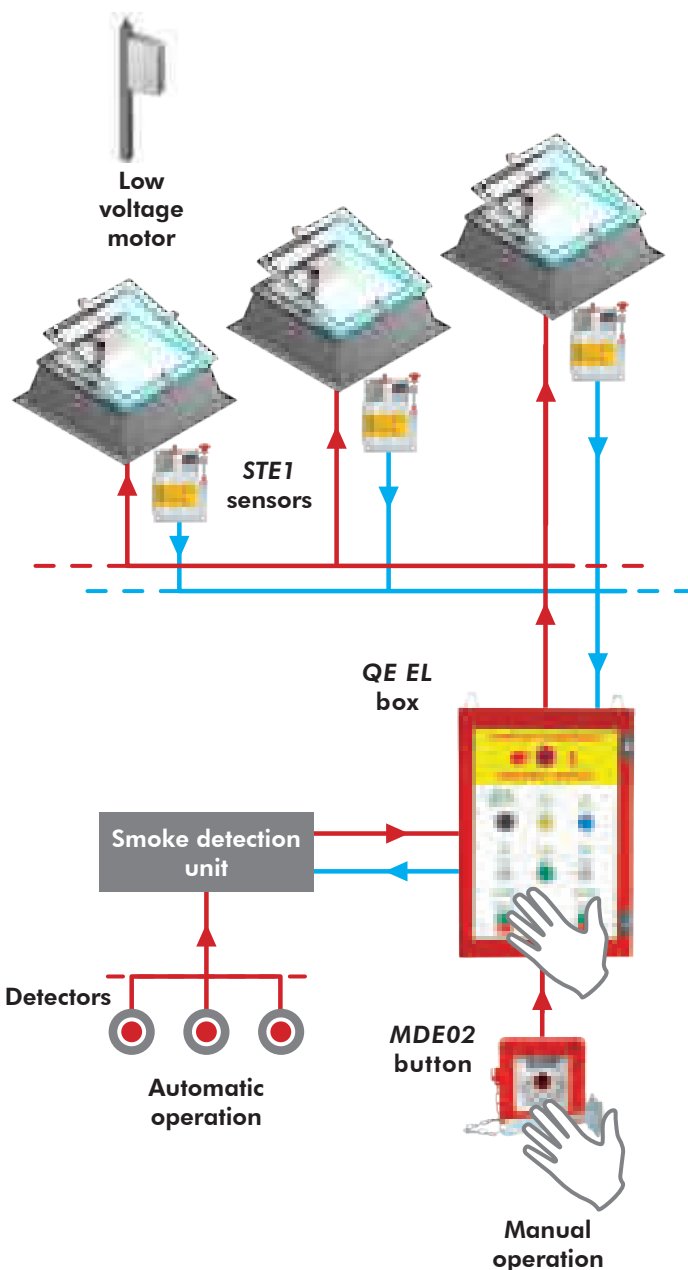 Low
voltage
motor
STE1
sensors
QE EL
box
Smoke detection
unit
Detectors
MDE02
button
Automatic
operation
Manual
operation